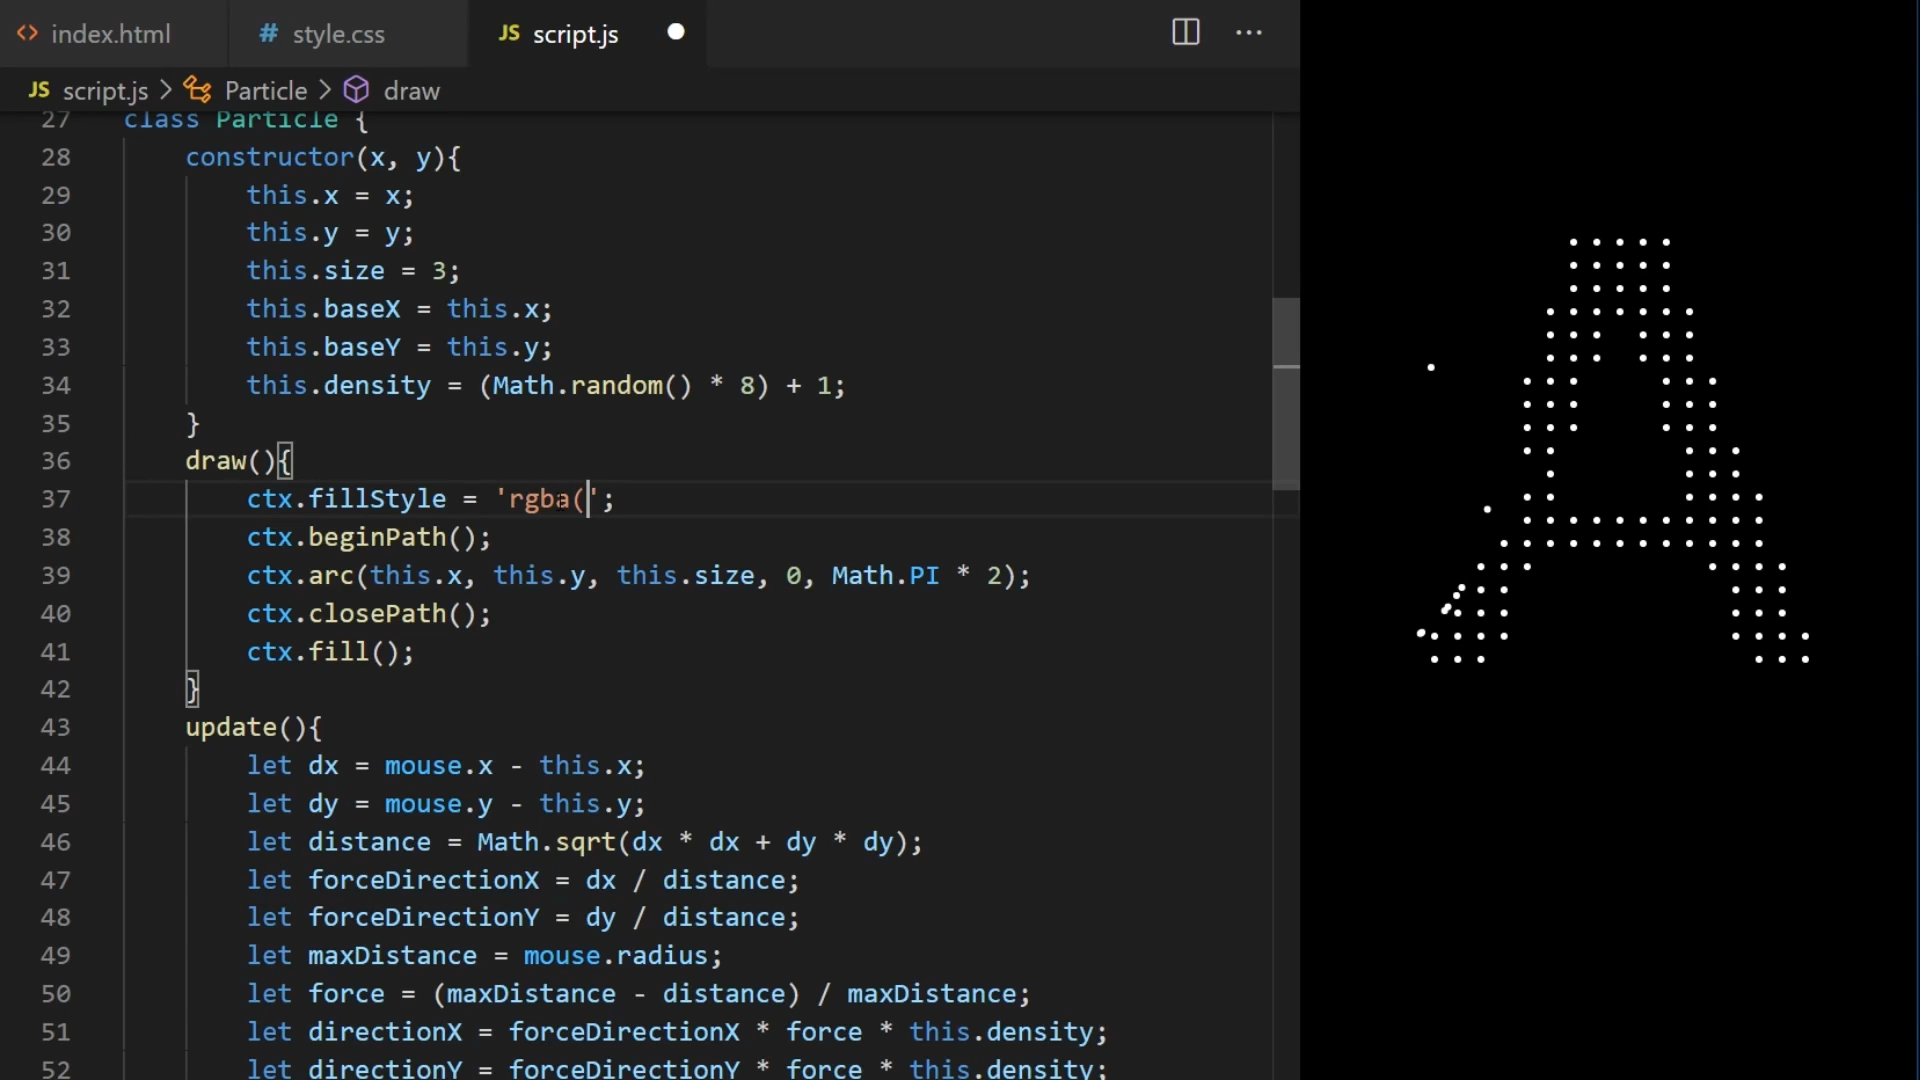 index.html
style.css
JS script.js
JS script.js > Particle > draw
27 class Particle {
28 constructor(x, y){
29 this.x = x;
30 this.y = y;
31 this.size = 3;
32 this.baseX = this.x;
33 this.baseY = this.y;
34 this.density = (Math.random() * 8) + 1;
35 }
36 draw(){
37 ctx.fillStyle = 'rgba(';
38 ctx.beginPath();
39 ctx.arc(this.x, this.y, this.size, 0, Math.PI * 2);
40 ctx.closePath();
41 ctx.fill();
42 }
43 update(){
44 let dx = mouse.x - this.x;
45 let dy = mouse.y - this.y;
46 let distance = Math.sqrt(dx * dx + dy * dy);
47 let forceDirectionX = dx / distance;
48 let forceDirectionY = dy / distance;
49 let maxDistance = mouse.radius;
50 let force = (maxDistance - distance) / maxDistance;
51 let directionX = forceDirectionX * force * this.density;
52 let directionY = forceDirectionY * force * this.density;
A